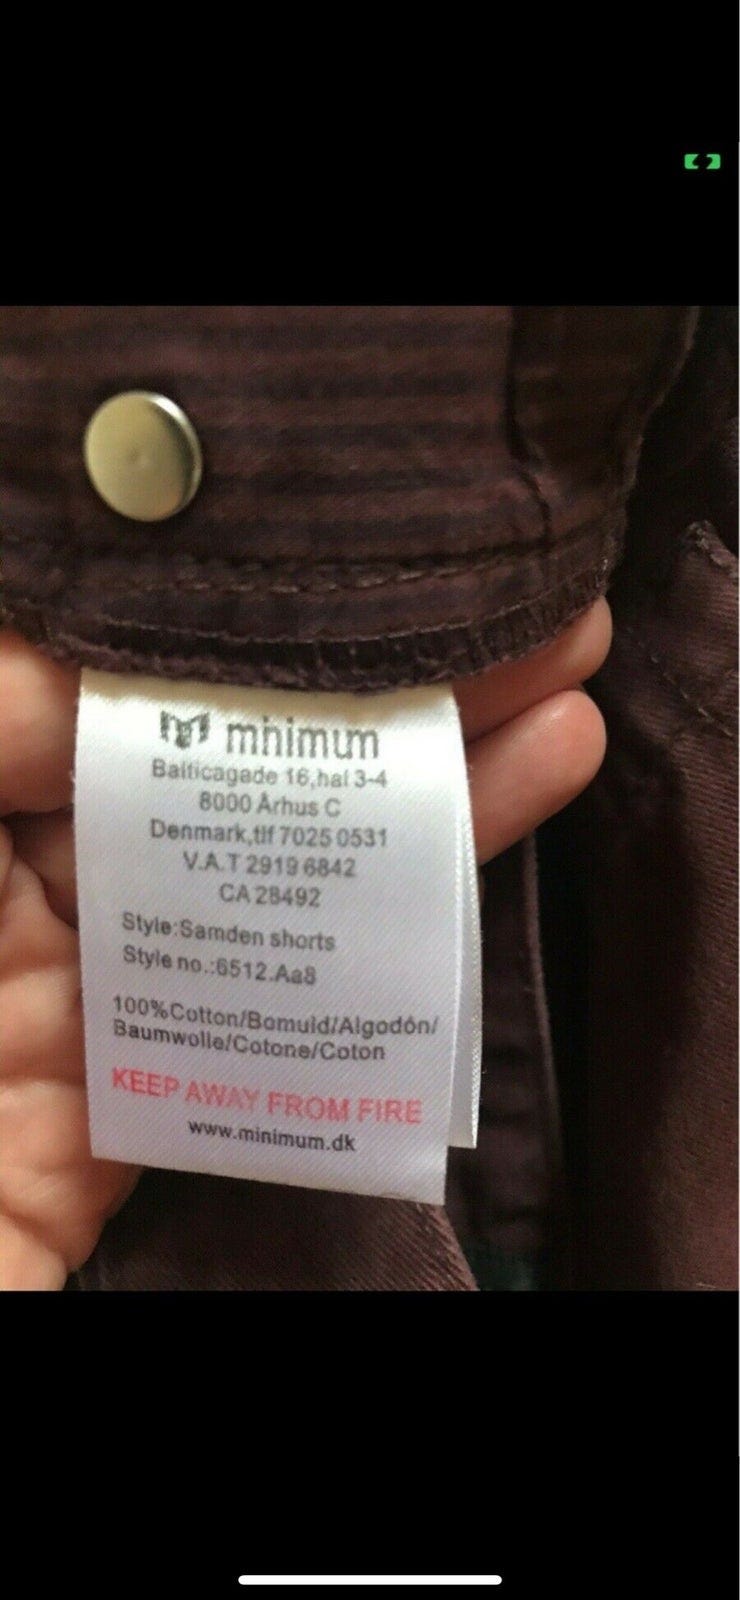 minimum
Balticagade 16,hal 3-4
8000 Århus C
Denmark,tlf 7025 0531
V.A.T 2919 6842
CA 28492
Style:Samden shorts
Style no.:6512.Aa8
100%Cotton/Bomuld/Algodón/
Baumwolle/Cotone/Coton
KEEP AWAY FROM FIRE
www.minimum.dk